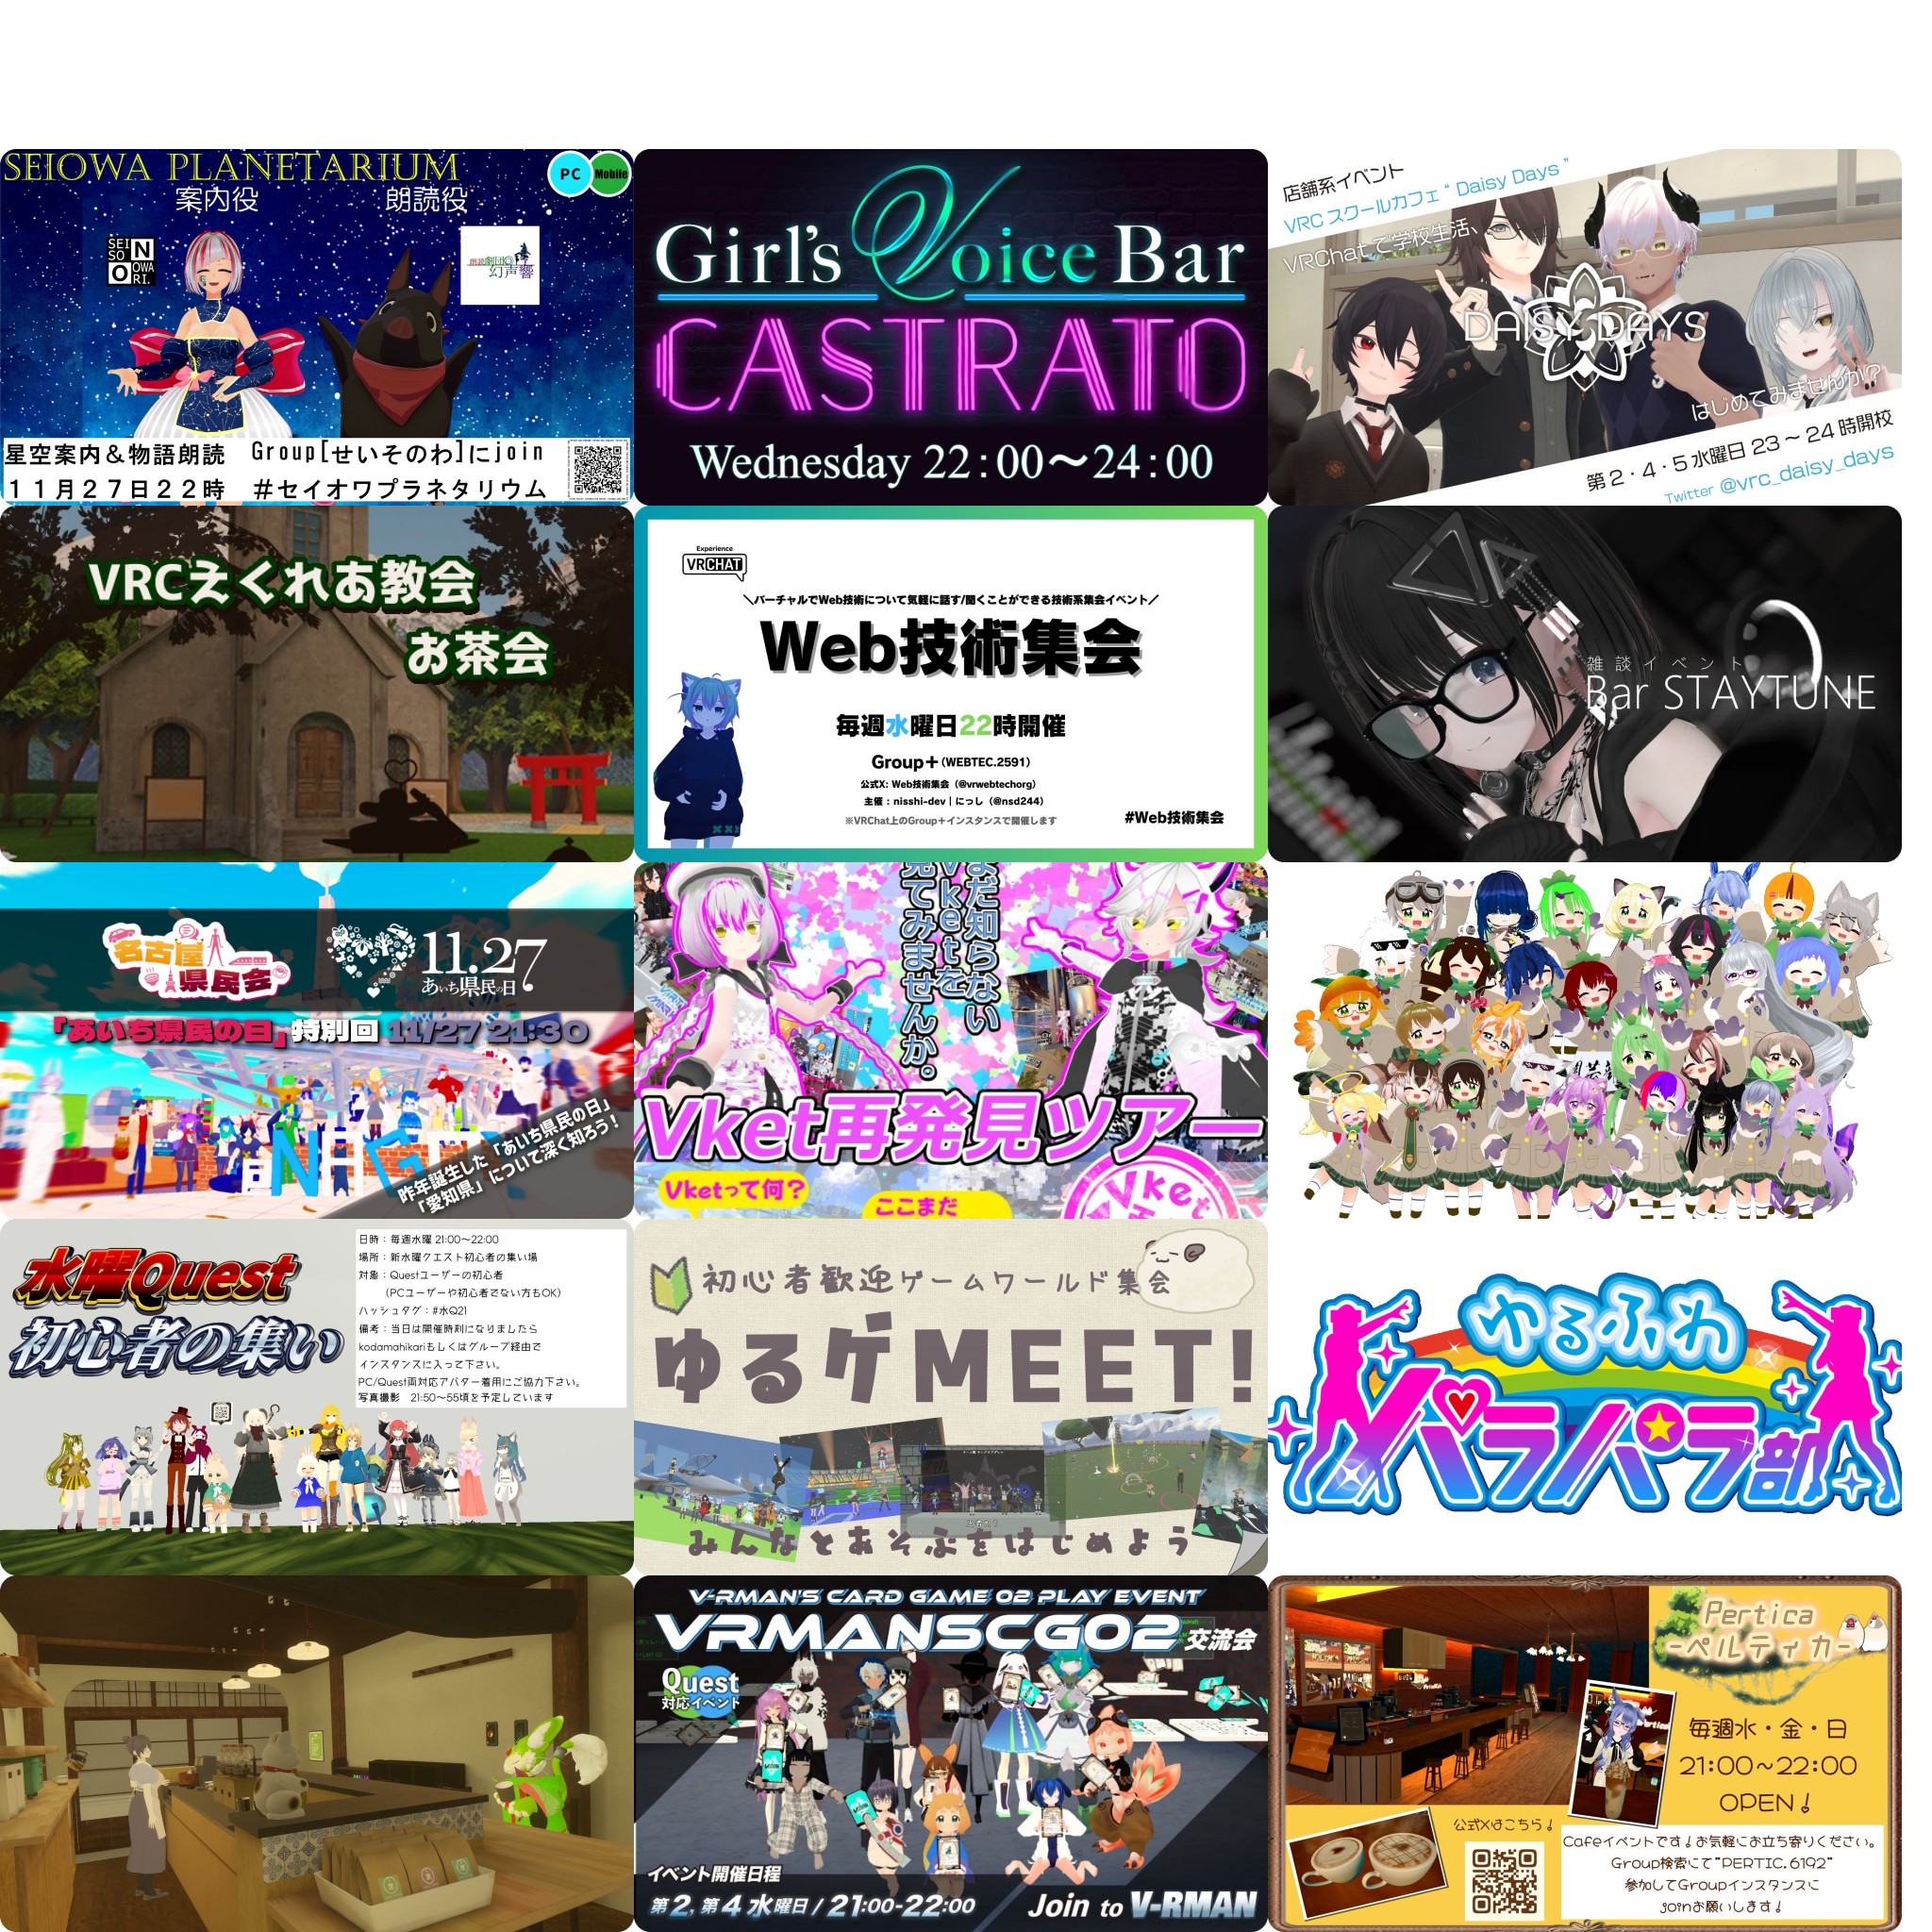 SEIOWA PLANETARIUM
PC
Mobile
案内役
朗読役
SEI
SO
N
O
OWA
RI.
幻声響
星空案内＆物語朗読
Group[せいそのわ]にjoin
１１月２７日２２時
＃セイオワプラネタリウム
Girl's Voice Bar
CASTRATO
Wednesday 22:00〜24:00
店舗系イベント
VRC スクールカフェ “ Daisy Days ”
VRChat で学校生活、
DAISY DAYS
はじめてみませんか？
第 2・4・5 水曜日 23 〜 24 時開校
Twitter @vrc_daisy_days
VRCえくれあ教会
お茶会
Experience
VRCHAT
＼バーチャルでWeb技術について気軽に話す/聞くことができる技術系集会イベント／
Web技術集会
毎週水曜日22時開催
Group＋(WEBTEC.2591)
公式X: Web技術集会（@vrwebtechorg）
主催 : nisshi-dev｜にっし（@nsd244）
※VRChat上のGroup＋インスタンスで開催します
#Web技術集会
雑談イベント
Bar STAYTUNE
名古屋
県民会
11.27
あいち県民の日
「あいち県民の日」特別回 11/27 21:30
昨年誕生した「あいち県民の日」
「愛知県」について深く知ろう！
まだ知らない
Vketを
見てみませんか。
Vket再発見ツアー
Vketって何？
ここまだ
Vket
水曜Quest
初心者の集い
日時：毎週水曜 21:00〜22:00
場所：新水曜クエスト初心者の集い場
対象：Questユーザーの初心者
（PCユーザーや初心者でない方もOK）
ハッシュタグ：#水Q21
備考：当日は開催時刻になりましたら
kodamahikariもしくはグループ経由で
インスタンスに入って下さい。
PC/Quest両対応アバター着用にご協力下さい。
写真撮影　21:50〜55頃を予定しています
初心者歓迎ゲームワールド集会
ゆるゲMEET!
みんなとあそぶをはじめよう
ゆるふわ
パラパラ部
V-RMAN'S CARD GAME 02 PLAY EVENT
VRMANSCG02 交流会
Quest
対応イベント
イベント開催日程
第2, 第4 水曜日 / 21:00-22:00
Join to V-RMAN
Pertica
-ペルティカ-
毎週水・金・日
21:00〜22:00
OPEN！
公式Xはこちら！
Cafeイベントです！お気軽にお立ち寄りください。
Group検索にて"PERTIC.6192"
参加してGroupインスタンスに
joinお願いします！